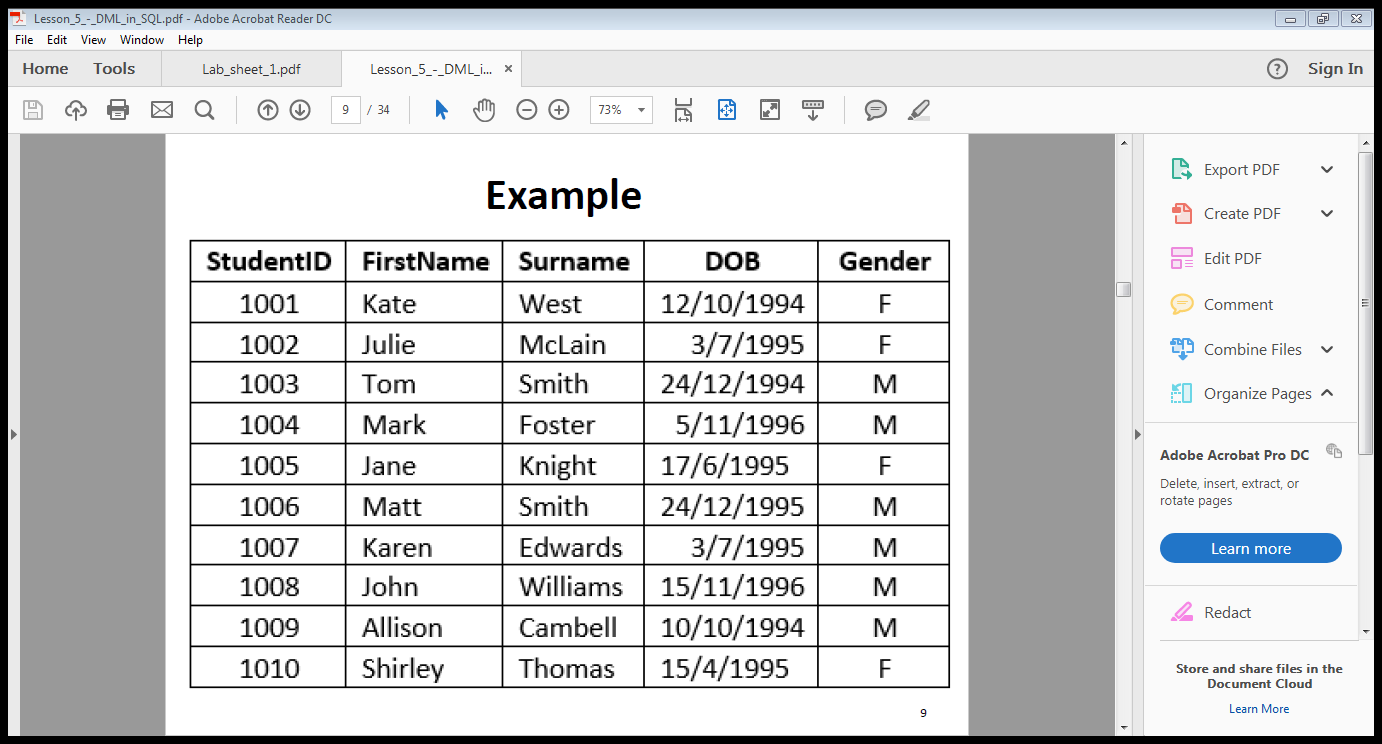 Lesson_5_-_DML_in_SQL.pdf - Adobe Acrobat Reader DC
File Edit View Window Help
Home Tools Lab_sheet_1.pdf Lesson_5_-_DML_i... × ? Sign In
9 / 34 73%
Example
StudentID FirstName Surname DOB Gender
1001 Kate West 12/10/1994 F
1002 Julie McLain 3/7/1995 F
1003 Tom Smith 24/12/1994 M
1004 Mark Foster 5/11/1996 M
1005 Jane Knight 17/6/1995 F
1006 Matt Smith 24/12/1995 M
1007 Karen Edwards 3/7/1995 M
1008 John Williams 15/11/1996 M
1009 Allison Cambell 10/10/1994 M
1010 Shirley Thomas 15/4/1995 F
9
Export PDF
Create PDF
Edit PDF
Comment
Combine Files
Organize Pages
Adobe Acrobat Pro DC
Delete, insert, extract, or
rotate pages
Learn more
Redact
Store and share files in the
Document Cloud
Learn More